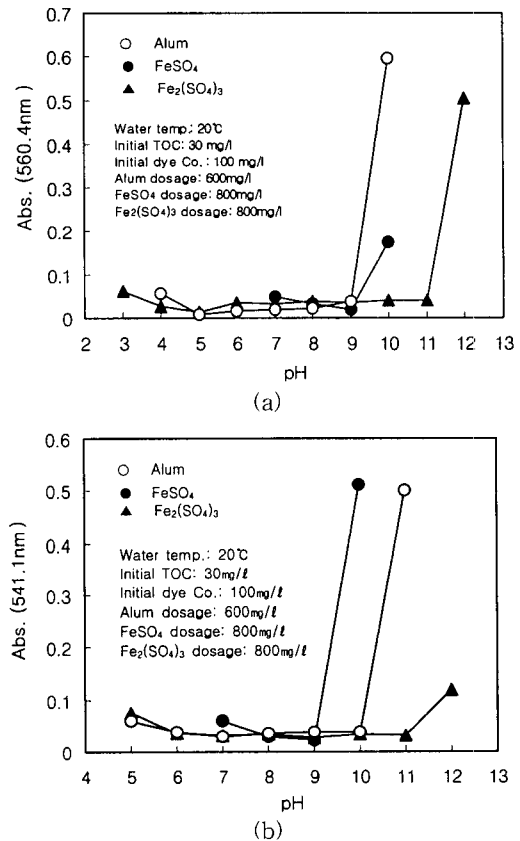 Abs. (560.4nm)
0.7
0.6
0.5
0.4
0.3
0.2
0.1
0
○ Alum
● FeSO₄
▲ Fe₂(SO₄)₃
Water temp.: 20℃
Initial TOC: 30 mg/l
Initial dye Co.: 100 mg/l
Alum dosage: 600mg/l
FeSO₄ dosage: 800mg/l
Fe₂(SO₄)₃ dosage: 800mg/l
2 3 4 5 6 7 8 9 10 11 12 13
pH
(a)
Abs. (541.1nm)
0.6
0.5
0.4
0.3
0.2
0.1
0
○ Alum
● FeSO₄
▲ Fe₂(SO₄)₃
Water temp.: 20℃
Initial TOC: 30mg/ℓ
Initial dye Co.: 100mg/ℓ
Alum dosage: 600mg/ℓ
FeSO₄ dosage: 800mg/ℓ
Fe₂(SO₄)₃ dosage: 800mg/ℓ
4 5 6 7 8 9 10 11 12 13
pH
(b)